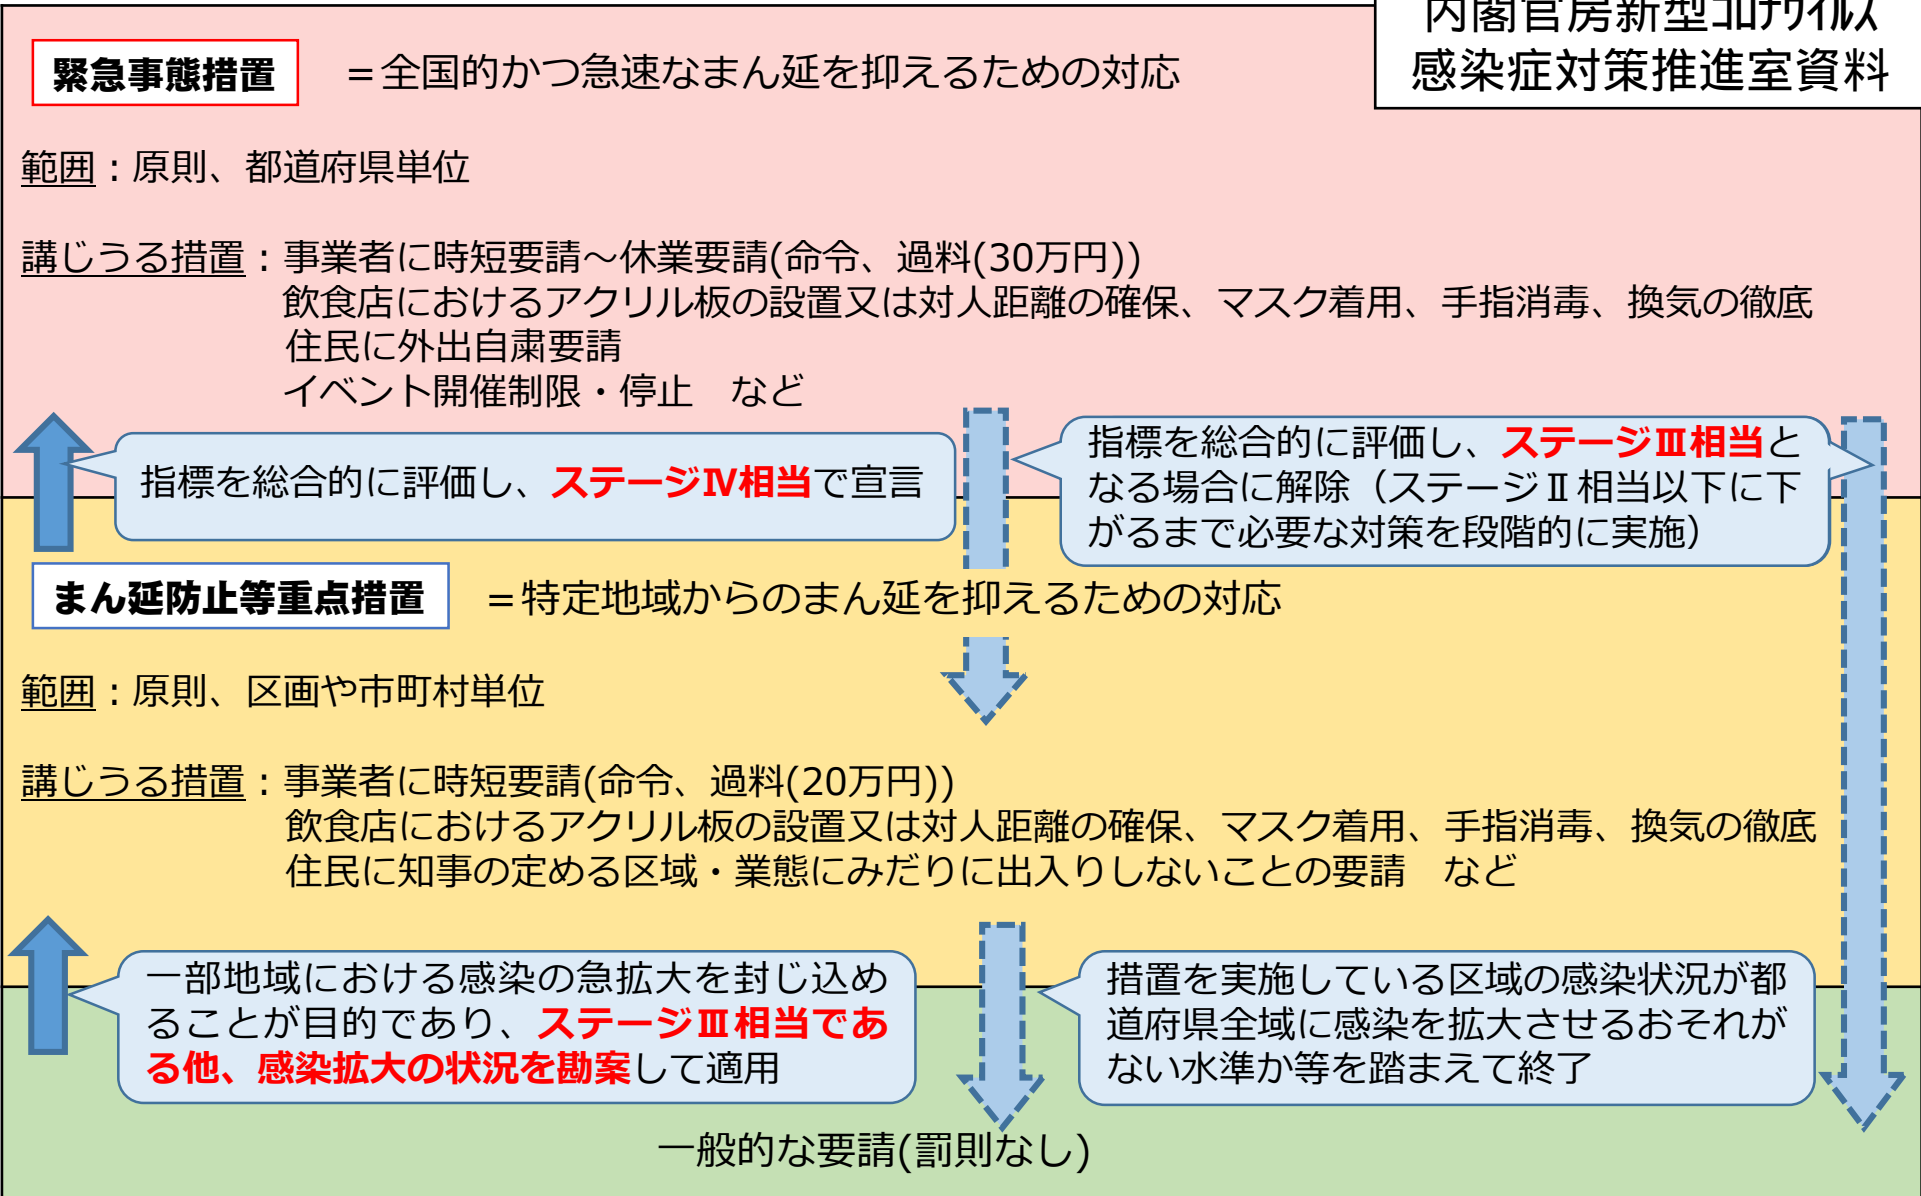 内閣官房新型コロナウイルス
感染症対策推進室資料
緊急事態措置 ＝全国的かつ急速なまん延を抑えるための対応
範囲：原則、都道府県単位
講じうる措置：事業者に時短要請～休業要請(命令、過料(30万円))
飲食店におけるアクリル板の設置又は対人距離の確保、マスク着用、手指消毒、換気の徹底
住民に外出自粛要請
イベント開催制限・停止　など
指標を総合的に評価し、ステージⅣ相当で宣言
指標を総合的に評価し、ステージⅢ相当と
なる場合に解除（ステージⅡ相当以下に下
がるまで必要な対策を段階的に実施）
まん延防止等重点措置 ＝特定地域からのまん延を抑えるための対応
範囲：原則、区画や市町村単位
講じうる措置：事業者に時短要請(命令、過料(20万円))
飲食店におけるアクリル板の設置又は対人距離の確保、マスク着用、手指消毒、換気の徹底
住民に知事の定める区域・業態にみだりに出入りしないことの要請　など
一部地域における感染の急拡大を封じ込め
ることが目的であり、ステージⅢ相当であ
る他、感染拡大の状況を勘案して適用
措置を実施している区域の感染状況が都
道府県全域に感染を拡大させるおそれが
ない水準か等を踏まえて終了
一般的な要請(罰則なし)